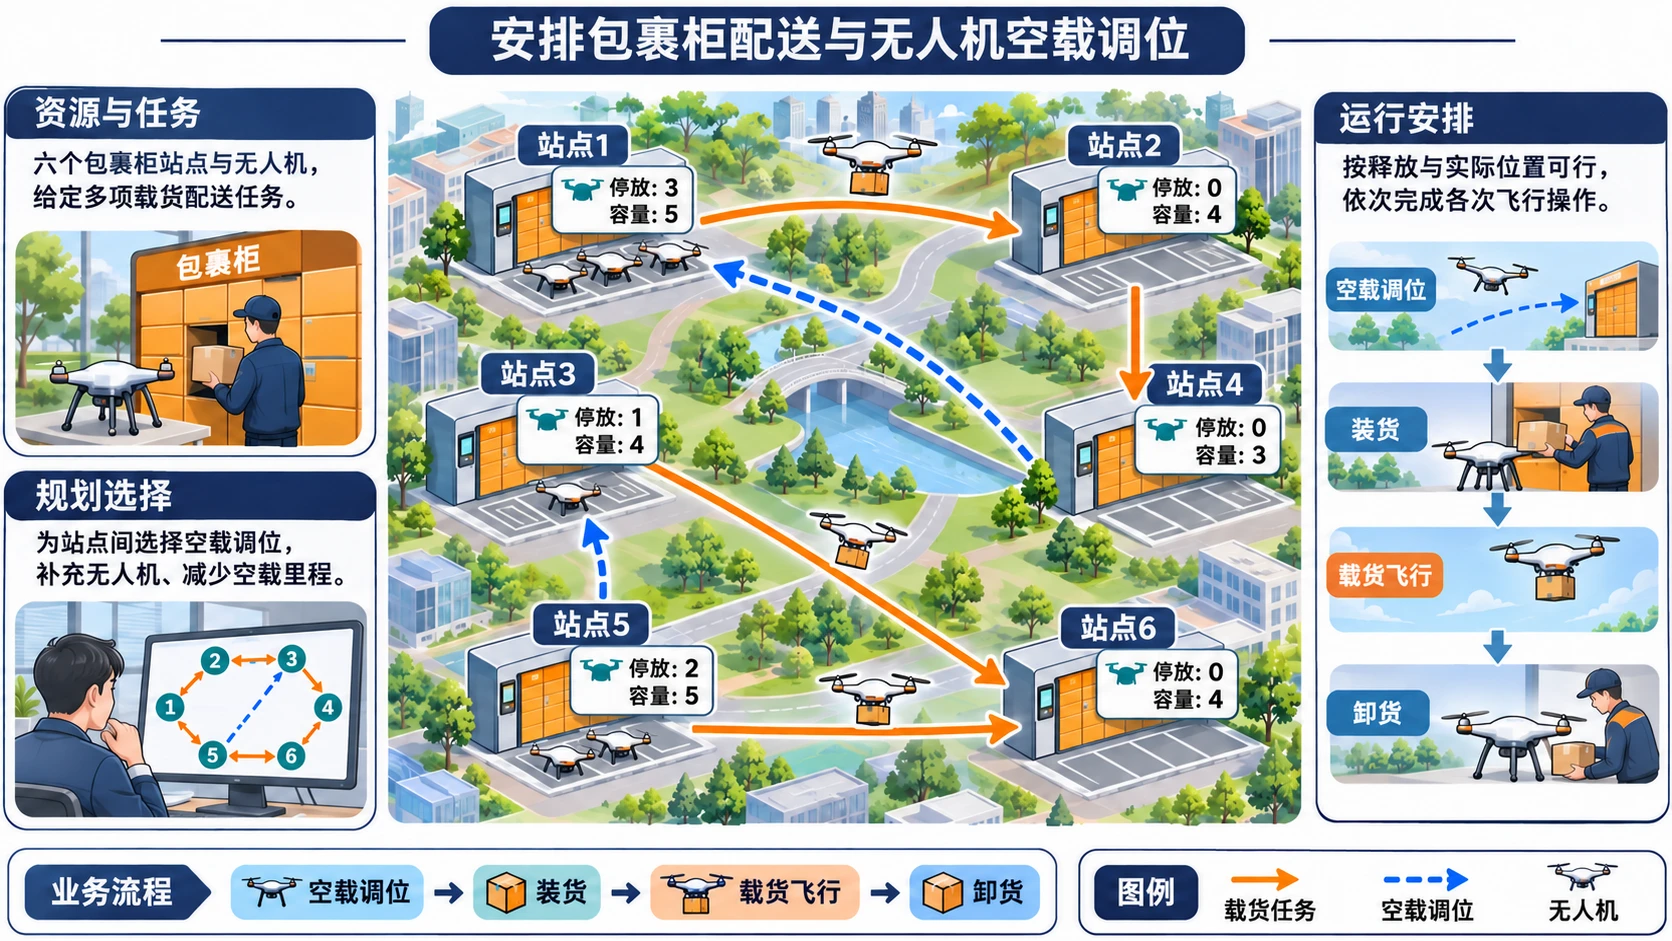 安排包裹柜配送与无人机空载调位
资源与任务
六个包裹柜站点与无人机，
给定多项载货配送任务。
包裹柜
规划选择
为站点间选择空载调位，
补充无人机、减少空载里程。
2
3
1
4
5
6
站点1
停放: 3
容量: 5
站点2
停放: 0
容量: 4
站点3
停放: 1
容量: 4
站点4
停放: 0
容量: 3
站点5
停放: 2
容量: 5
站点6
停放: 0
容量: 4
运行安排
按释放与实际位置可行，
依次完成各次飞行操作。
空载调位
装货
载货飞行
卸货
业务流程
空载调位
装货
载货飞行
卸货
图例
载货任务
空载调位
无人机